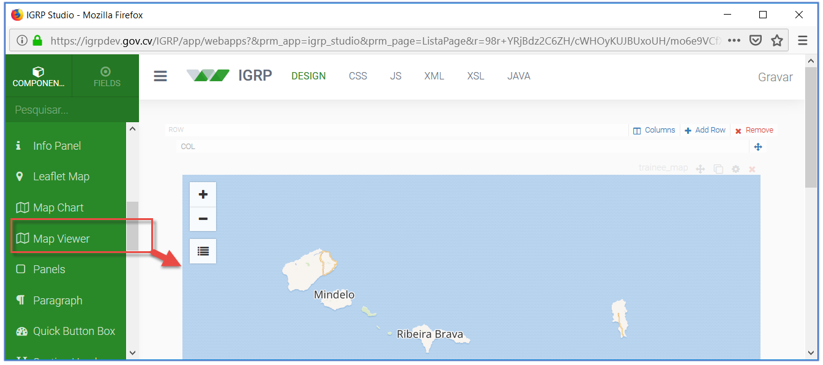 IGRP Studio - Mozilla Firefox
https://igrpdev.gov.cv/IGRP/app/webapps?&prm_app=igrp_studio&prm_page=ListaPage&r=98r+YRjBdz2C6ZH/cWHOyKUJBUxoUH/mo6e9VCE
COMPONEN... FIELDS
IGRP DESIGN CSS JS XML XSL JAVA Gravar
Pesquisar...
ROW Columns Add Row Remove
COL
Info Panel
trainee_map
Leaflet Map
Map Chart
Map Viewer
Panels
Paragraph
Quick Button Box
Mindelo
Ribeira Brava